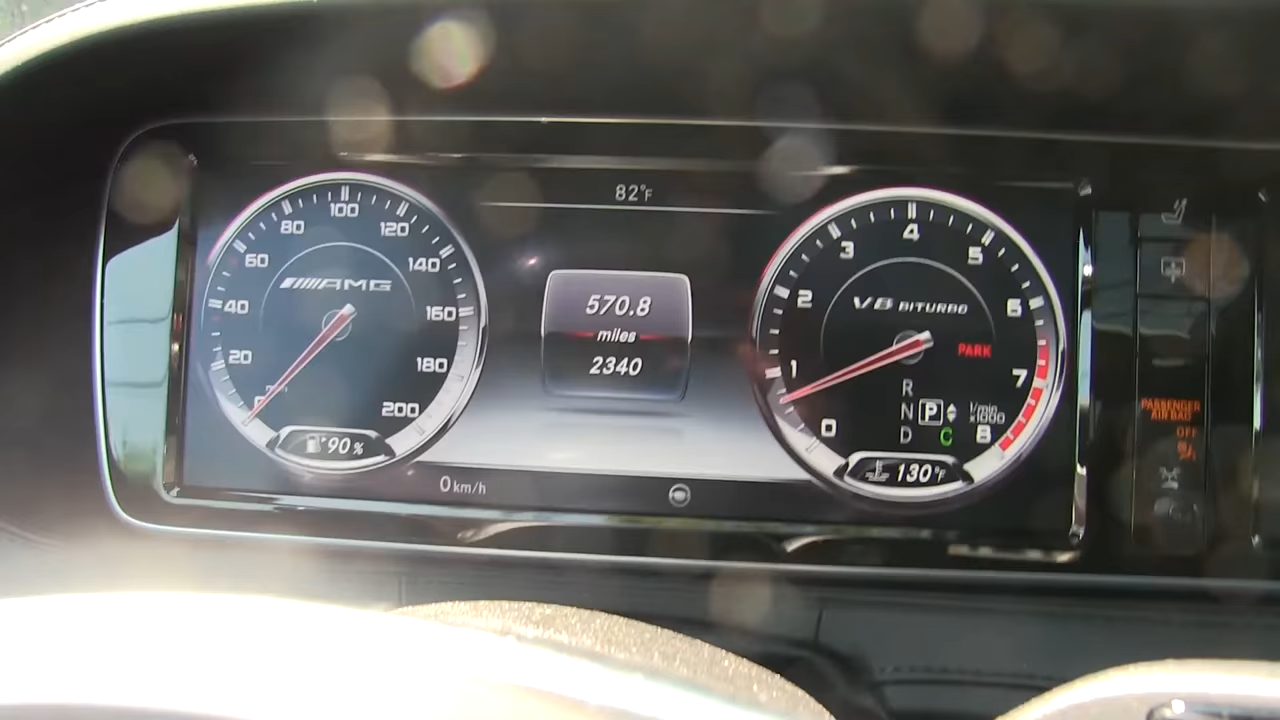 82°F
20
40
60
80
100
120
140
160
180
200
AMG
90%
570.8
miles
2340
0 km/h
0
1
2
3
4
5
6
7
8
V8 BITURBO
PARK
R
N P
D C
1/min
x1000
130°F
PASSENGER
AIR BAG
OFF